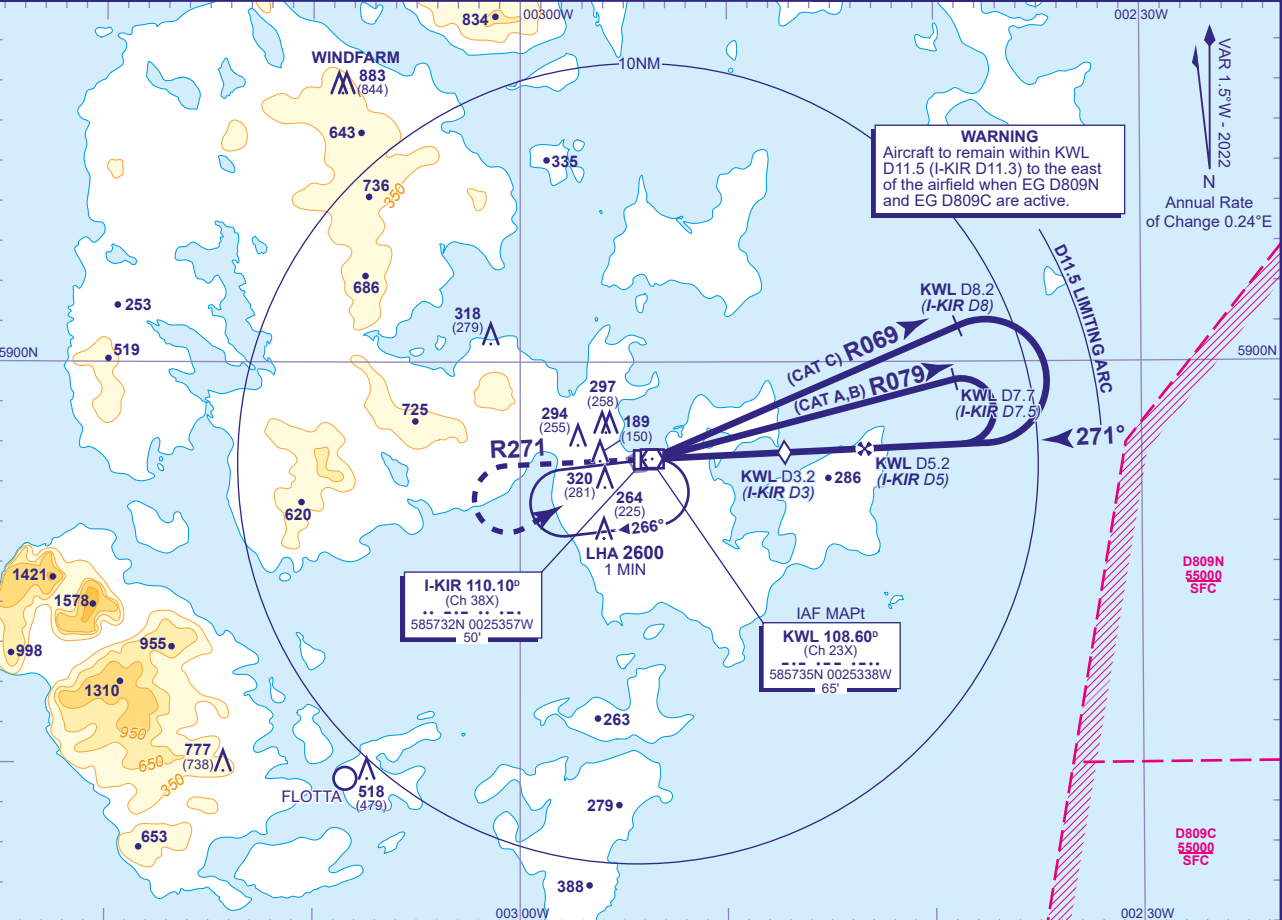 834
00300W
00230W
WINDFARM
883
(844)
10NM
VAR 1.5°W - 2022
643
335
WARNING
Aircraft to remain within KWL
D11.5 (I-KIR D11.3) to the east
of the airfield when EG D809N
and EG D809C are active.
N
Annual Rate
of Change 0.24°E
736
350
686
D11.5 LIMITING ARC
253
KWL D8.2
(I-KIR D8)
318
(279)
519
5900N
5900N
(CAT C) R069
(CAT A,B) R079
KWL D7.7
(I-KIR D7.5)
297
(258)
725
294
(255)
189
(150)
R271
271°
KWL D5.2
(I-KIR D5)
KWL D3.2
(I-KIR D3)
286
320
(281)
264
(225)
620
266°
LHA 2600
1 MIN
1421
1578
I-KIR 110.10ᴰ
(Ch 38X)
·· -·- ·· ·-·
585732N 0025357W
50'
D809N
55000
SFC
IAF MAPt
KWL 108.60ᴰ
(Ch 23X)
-·- ·-- ·-··
585735N 0025338W
65'
998
955
1310
263
950
650
350
777
(738)
FLOTTA
518
(479)
279
653
D809C
55000
SFC
388
00300W
00230W